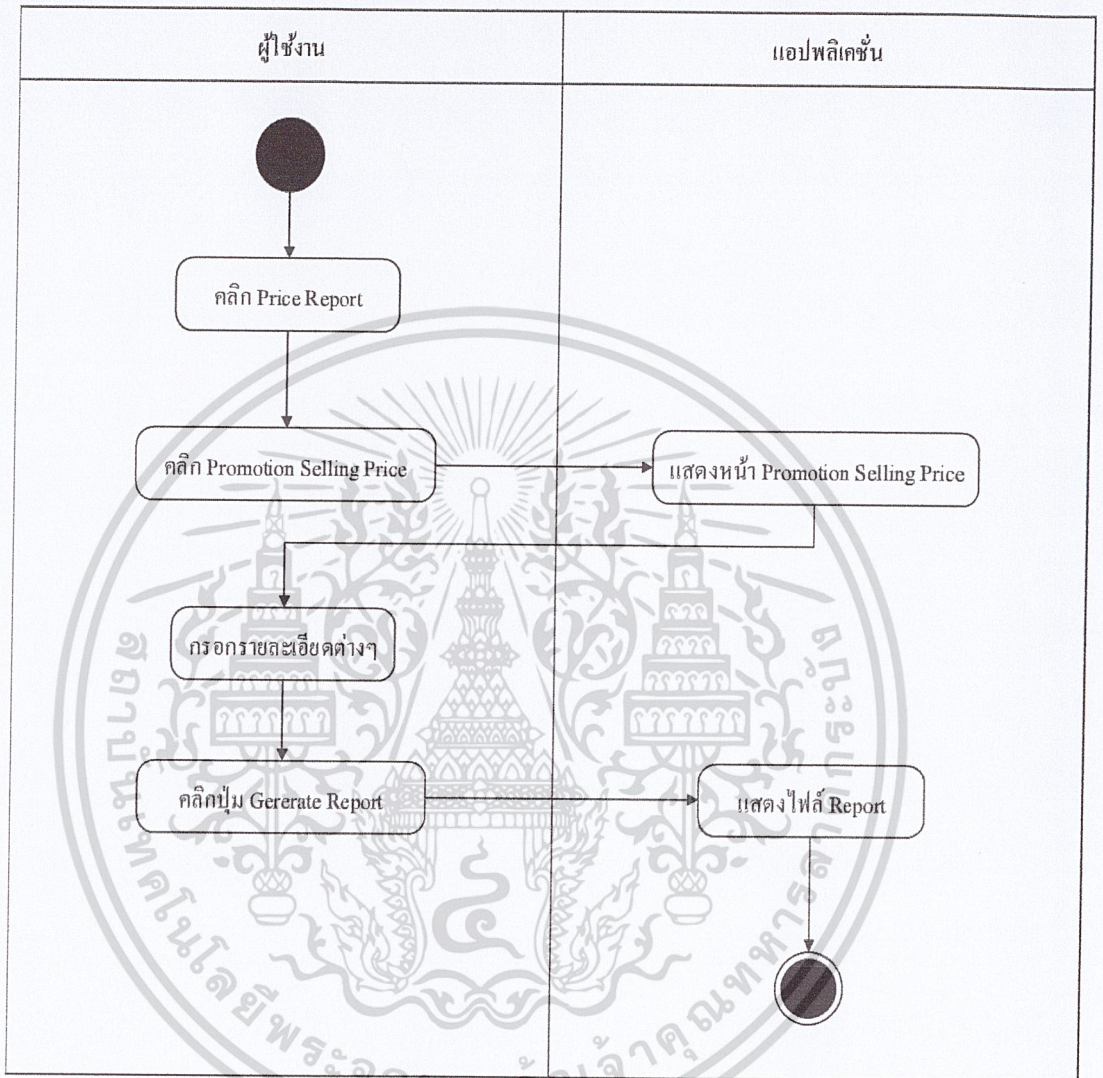 ผู้ใช้งาน
แอปพลิเคชั่น
คลิก Price Report
คลิก Promotion Selling Price
แสดงหน้า Promotion Selling Price
กรอกรายละเอียดต่างๆ
คลิกปุ่ม Gererate Report
แสดงไฟล์ Report